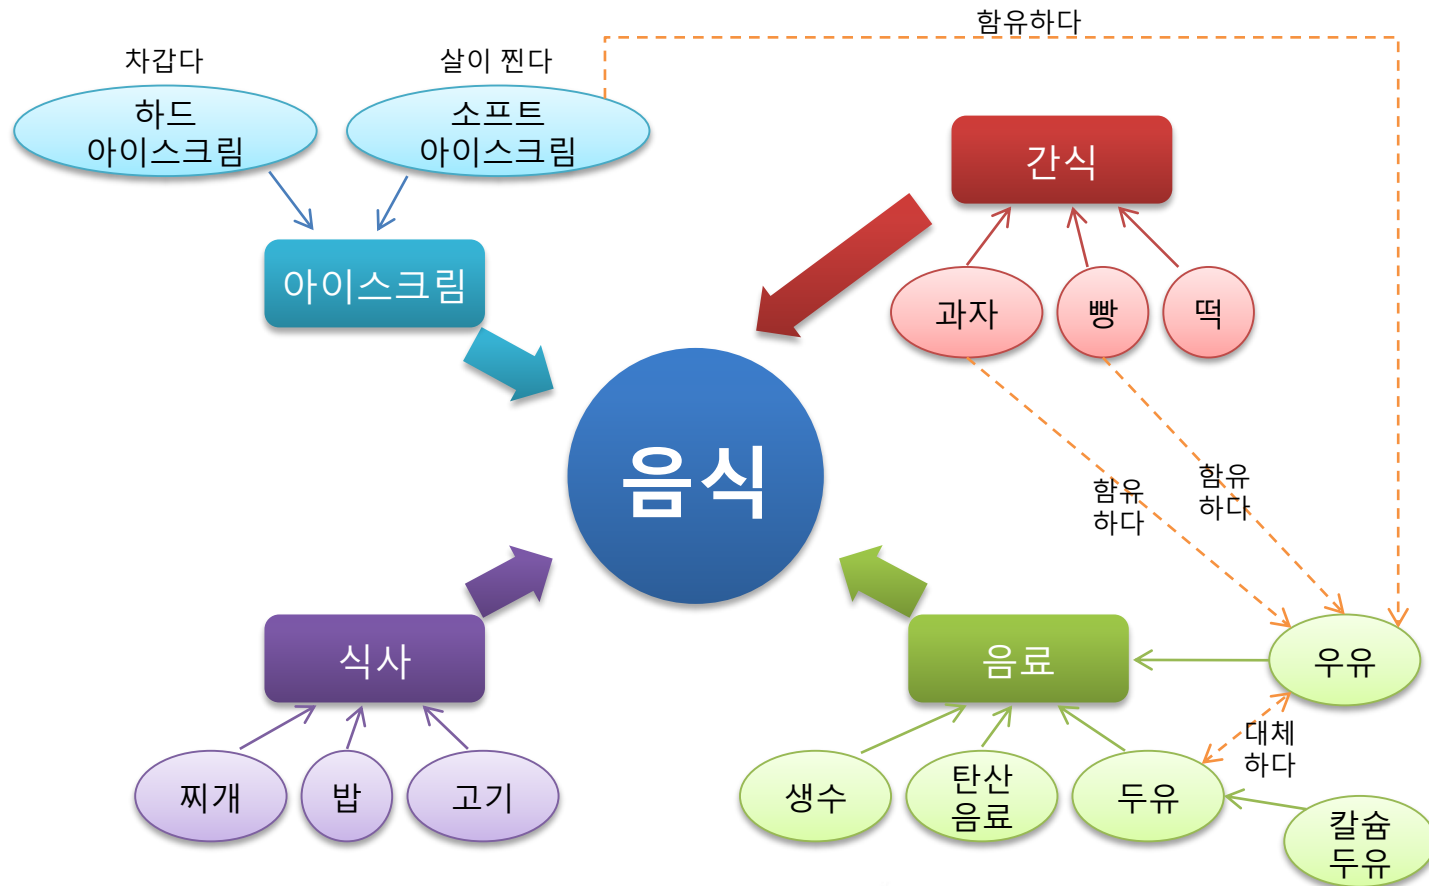 함유하다
차갑다
살이 찐다
하드
아이스크림
소프트
아이스크림
간식
아이스크림
과자
빵
떡
음식
함유
하다
함유
하다
식사
음료
우유
대체
하다
찌개
밥
고기
생수
탄산
음료
두유
칼슘
두유